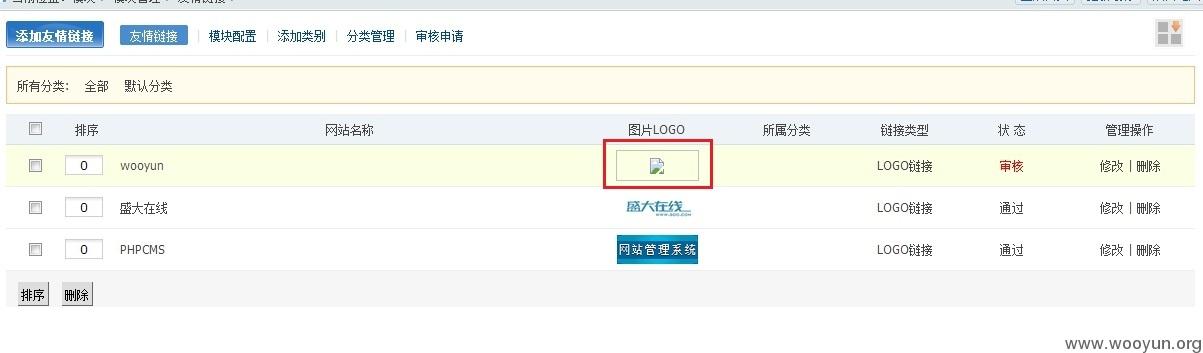 添加友情链接 友情链接 模块配置 添加类别 分类管理 审核申请
所有分类： 全部 默认分类
排序 网站名称 图片LOGO 所属分类 链接类型 状 态 管理操作
0 wooyun LOGO链接 审核 修改 | 删除
0 盛大在线 盛大在线 LOGO链接 通过 修改 | 删除
0 PHPCMS 网站管理系统 LOGO链接 通过 修改 | 删除
排序 删除
www.wooyun.org